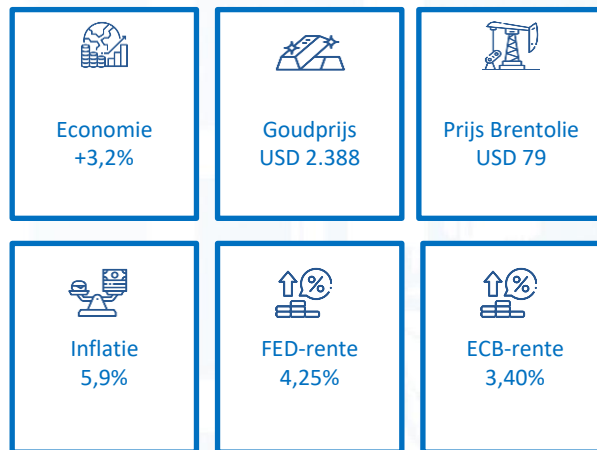 Economie
+3,2%
Goudprijs
USD 2.388
Prijs Brentolie
USD 79
Inflatie
5,9%
FED-rente
4,25%
ECB-rente
3,40%